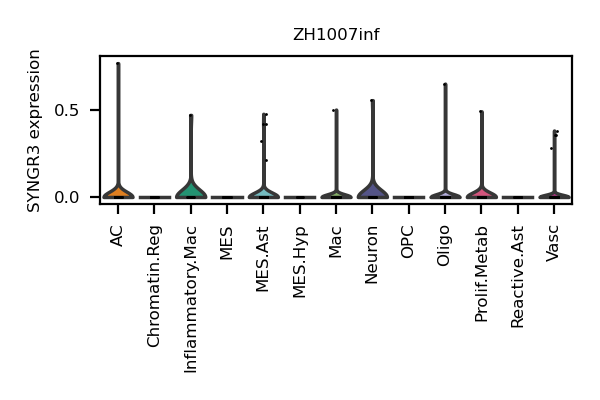 ZH1007inf
SYNGR3 expression
0.5
0.0
AC
Chromatin.Reg
Inflammatory.Mac
MES
MES.Ast
MES.Hyp
Mac
Neuron
OPC
Oligo
Prolif.Metab
Reactive.Ast
Vasc